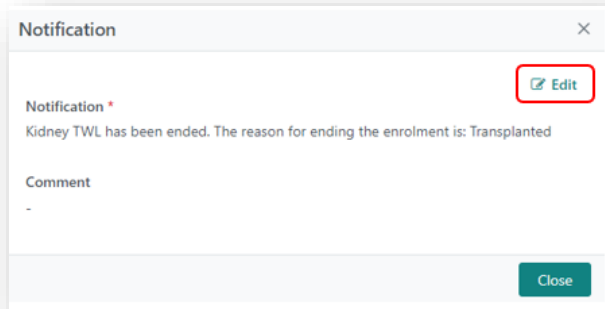 Notification
Edit
Notification *
Kidney TWL has been ended. The reason for ending the enrolment is: Transplanted
Comment
-
Close